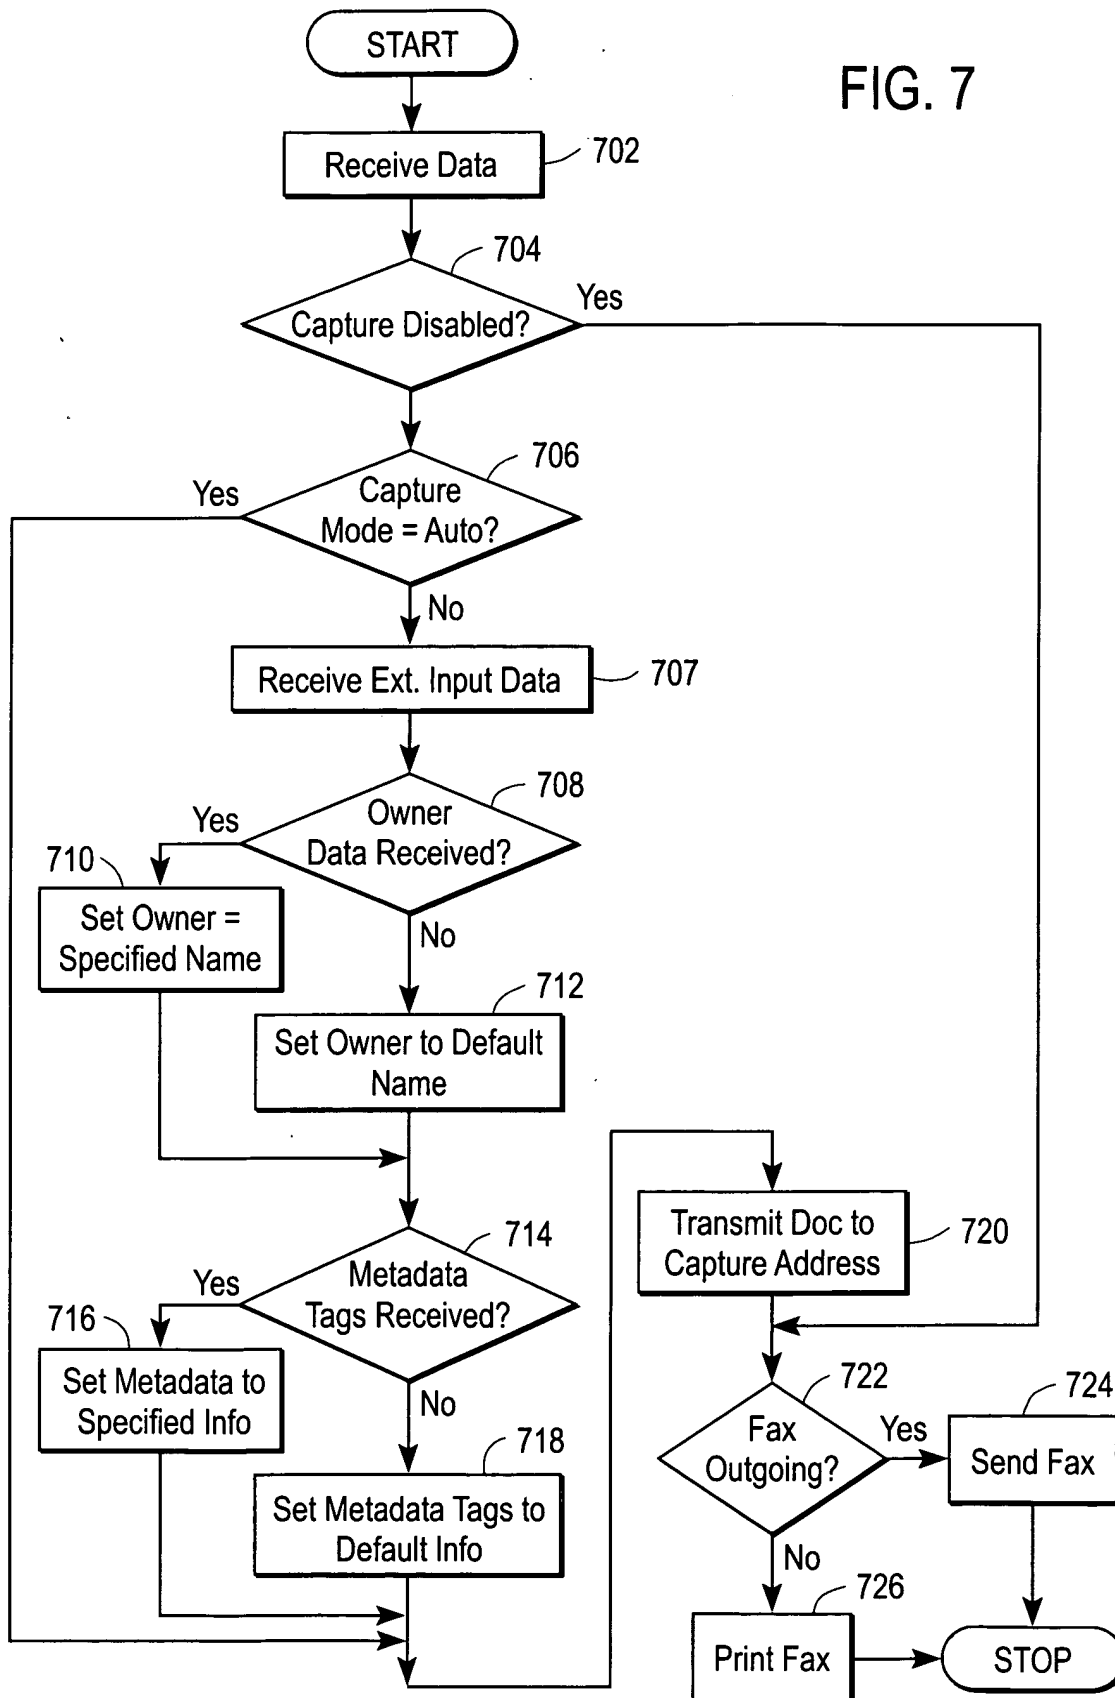 START
FIG. 7
Receive Data
702
704
Capture Disabled?
Yes
706
Yes
Capture
Mode = Auto?
No
Receive Ext. Input Data
707
708
Yes
Owner
Data Received?
710
Set Owner =
Specified Name
No
712
Set Owner to Default
Name
714
Yes
Metadata
Tags Received?
716
Set Metadata to
Specified Info
No
718
Set Metadata Tags to
Default Info
Transmit Doc to
Capture Address
720
722
Fax
Outgoing?
Yes
724
Send Fax
No
726
Print Fax
STOP